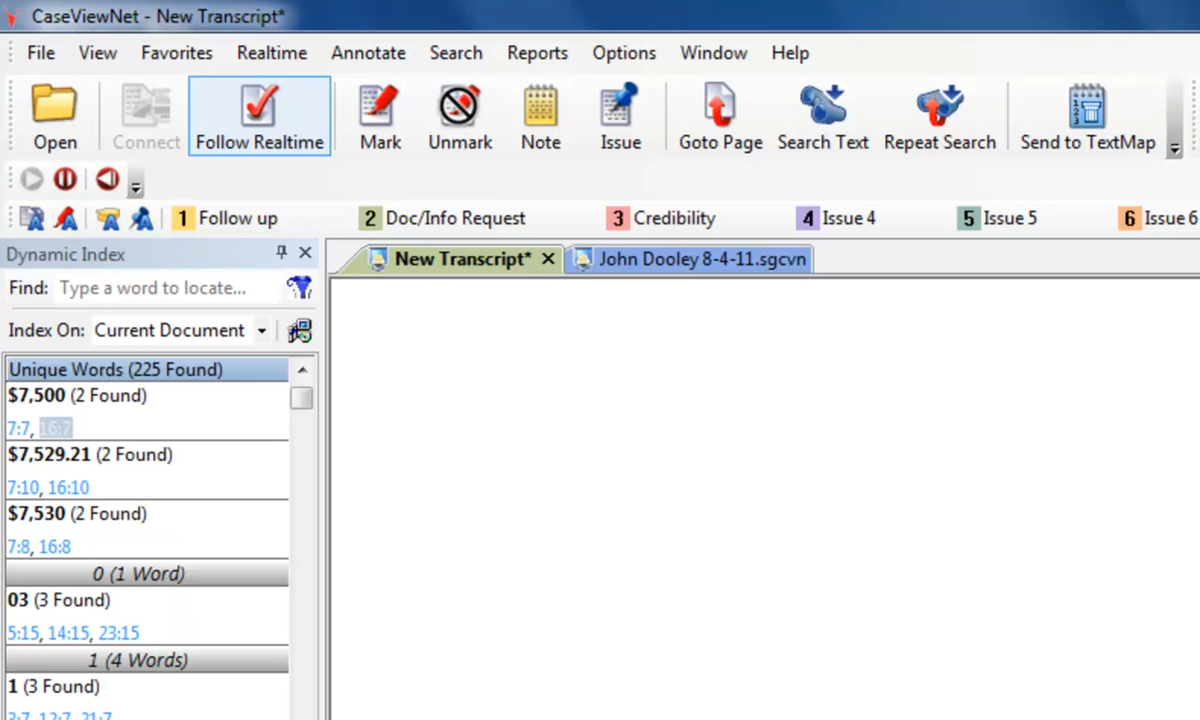 CaseViewNet - New Transcript*
File View Favorites Realtime Annotate Search Reports Options Window Help
Open Connect Follow Realtime Mark Unmark Note Issue Goto Page Search Text Repeat Search Send to TextMap
1 Follow up 2 Doc/Info Request 3 Credibility 4 Issue 4 5 Issue 5 6 Issue 6
Dynamic Index
New Transcript* John Dooley 8-4-11.sgcvn
Find: Type a word to locate...
Index On: Current Document
Unique Words (225 Found)
$7,500 (2 Found)
7:7, 16:7
$7,529.21 (2 Found)
7:10, 16:10
$7,530 (2 Found)
7:8, 16:8
0 (1 Word)
03 (3 Found)
5:15, 14:15, 23:15
1 (4 Words)
1 (3 Found)
3:7, 12:7, 21:7